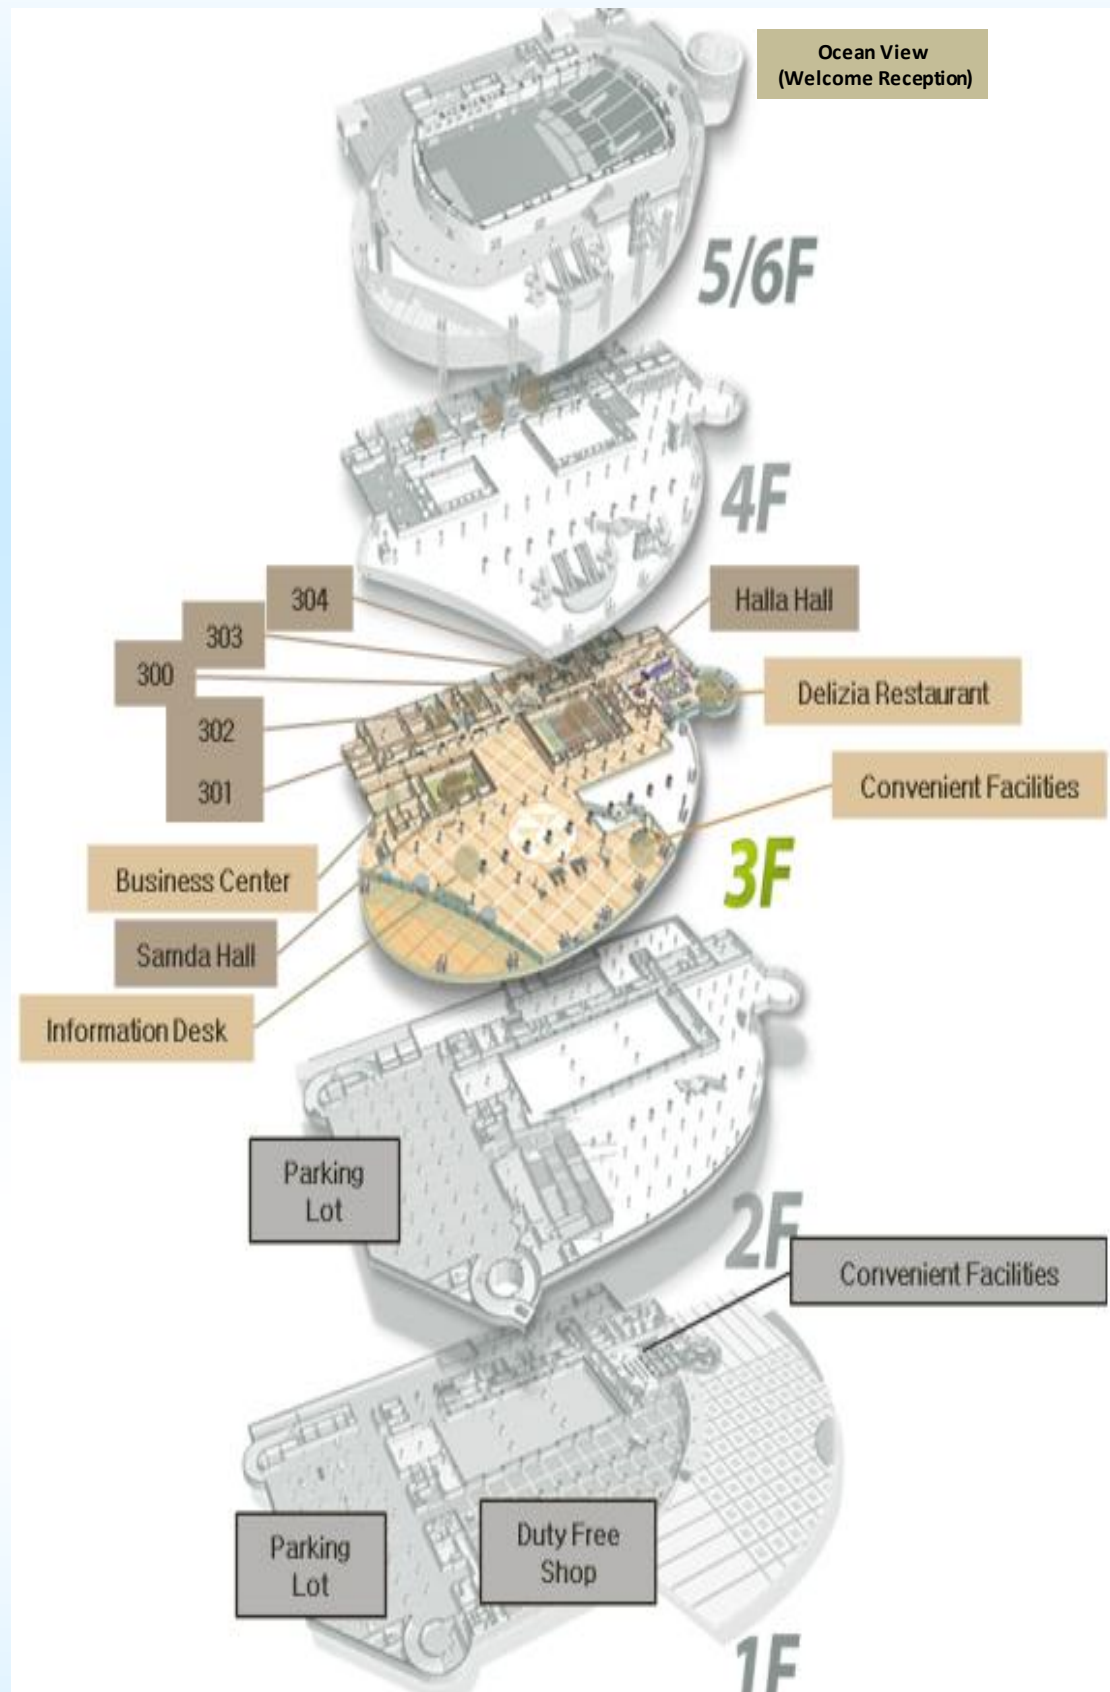 Ocean View
(Welcome Reception)
5/6F
4F
304
Halla Hall
303
300
Delizia Restaurant
302
Convenient Facilities
301
3F
Business Center
Samda Hall
Information Desk
Parking
Lot
2F
Convenient Facilities
Parking
Lot
Duty Free
Shop
1F